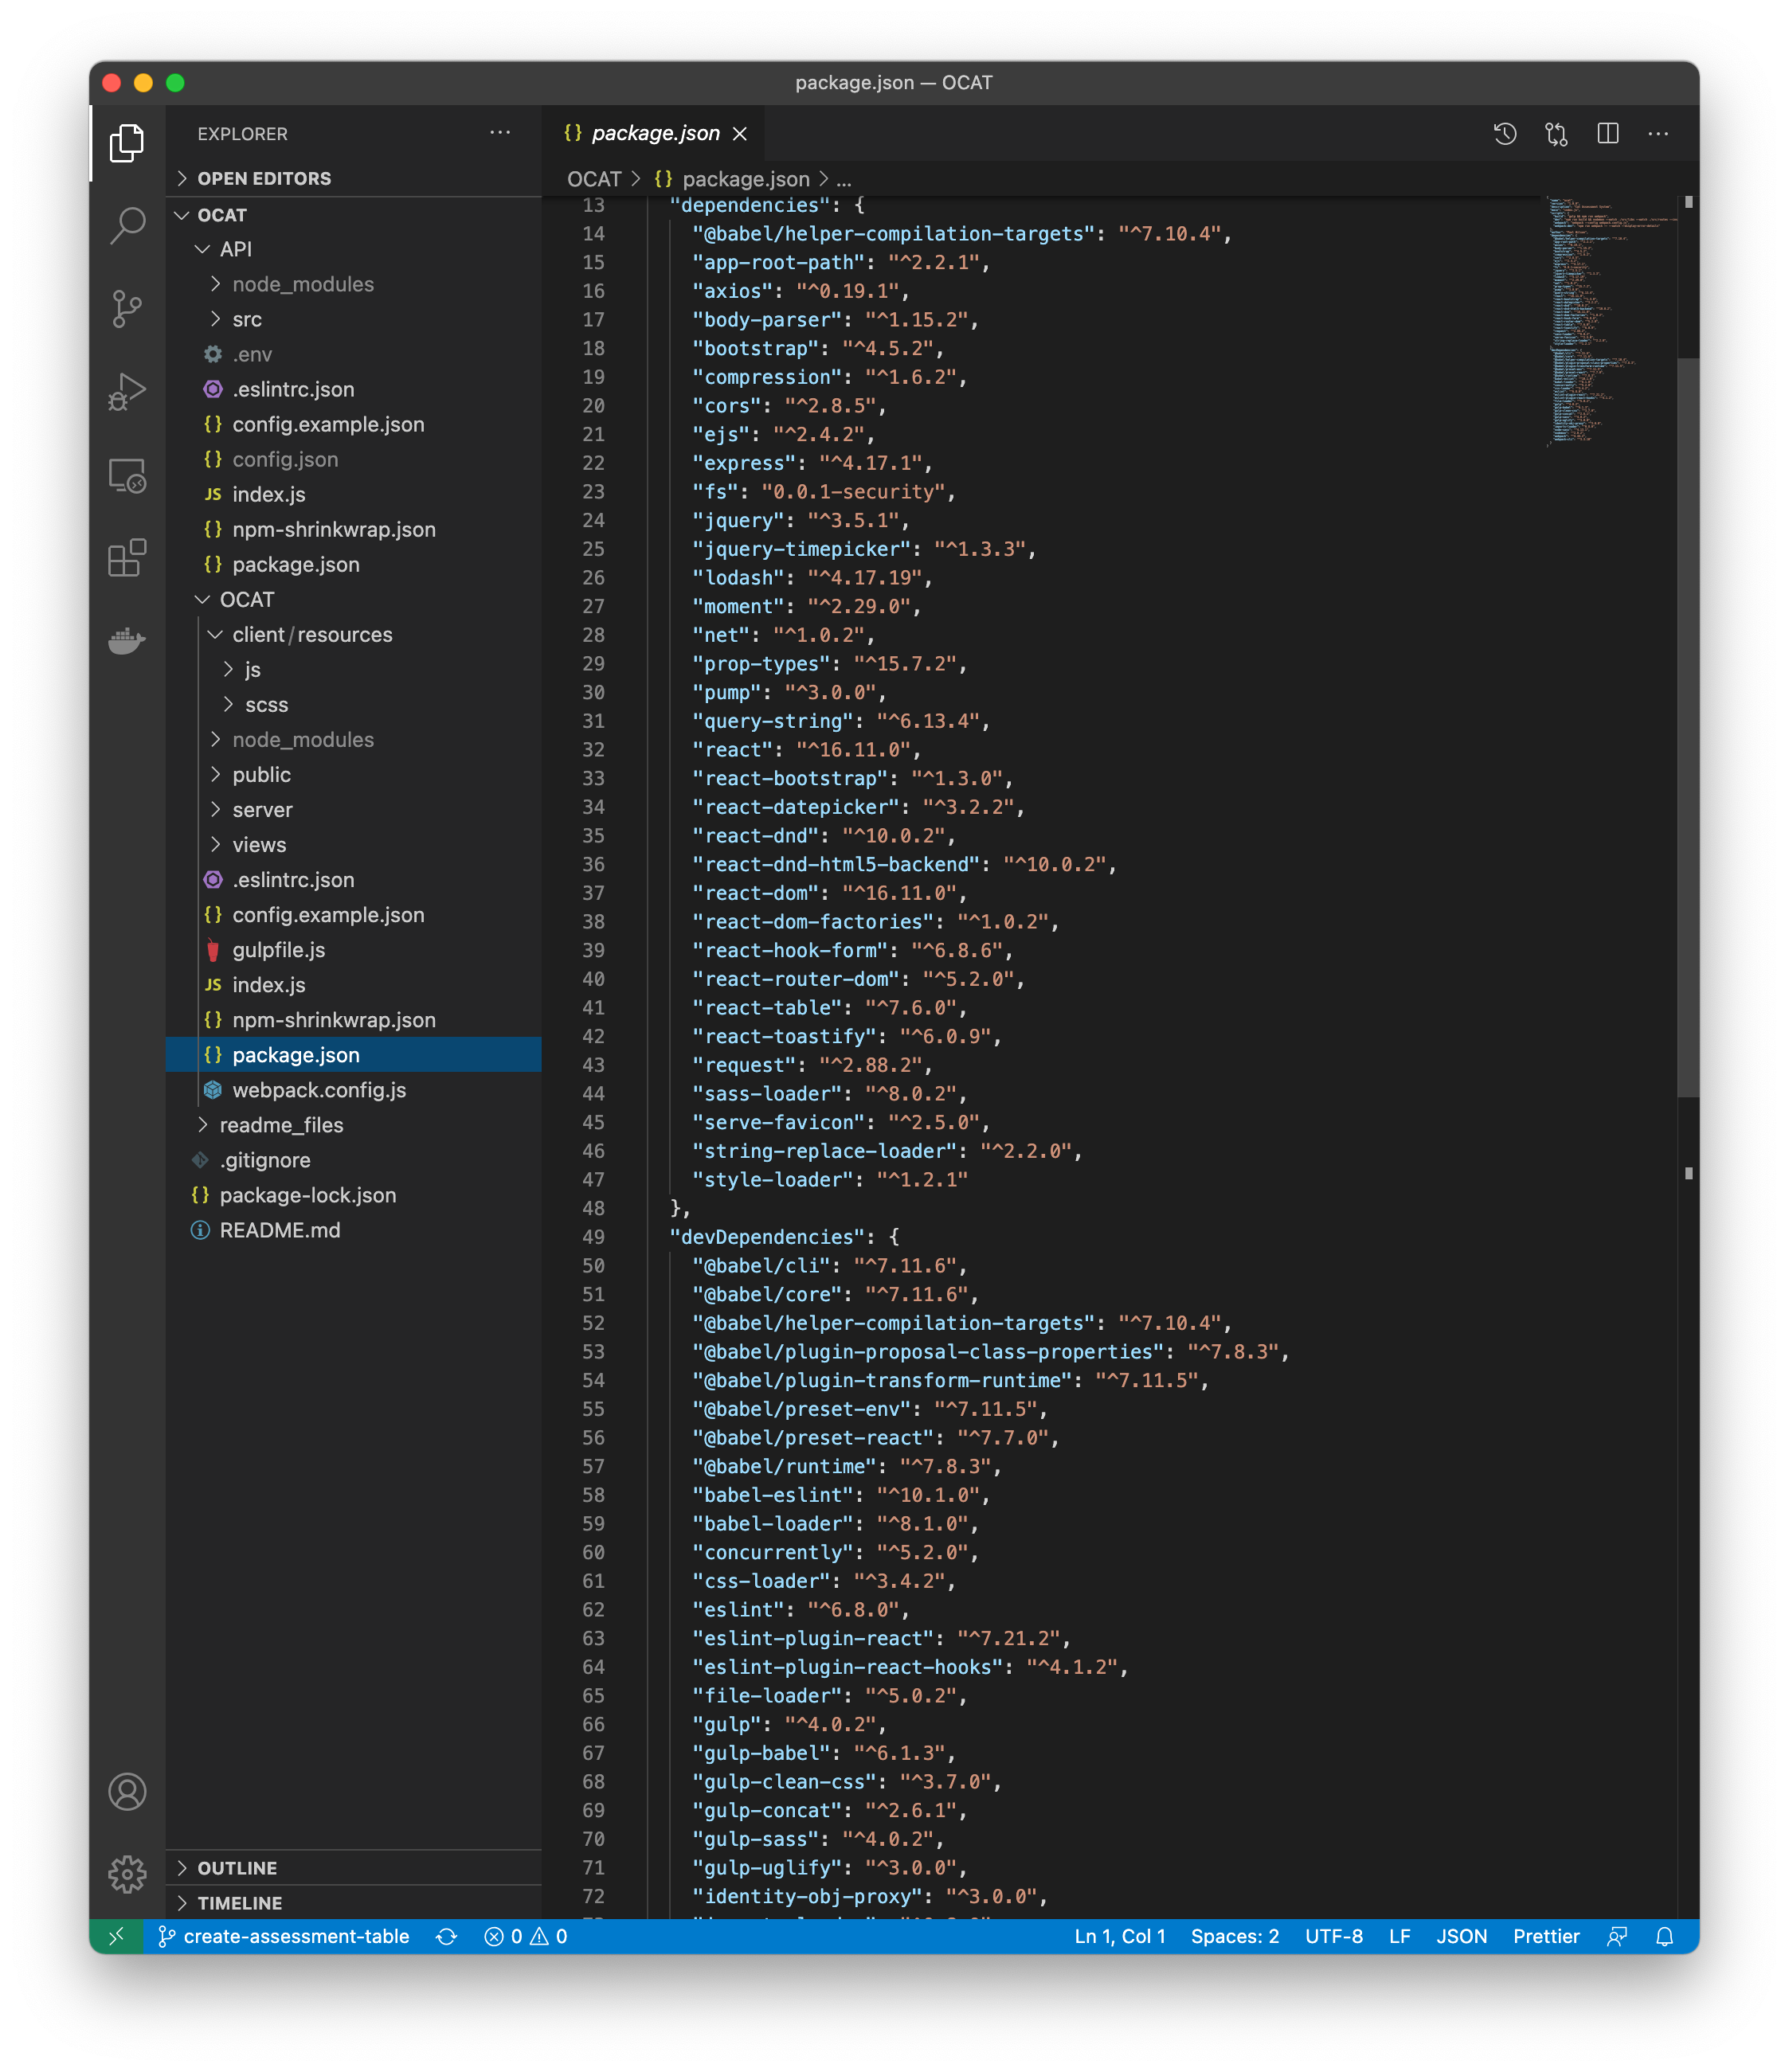 package.json — OCAT
EXPLORER
OPEN EDITORS
OCAT
API
node_modules
src
.env
.eslintrc.json
config.example.json
config.json
index.js
npm-shrinkwrap.json
package.json
OCAT
client/resources
js
scss
node_modules
public
server
views
.eslintrc.json
config.example.json
gulpfile.js
index.js
npm-shrinkwrap.json
package.json
webpack.config.js
readme_files
.gitignore
package-lock.json
README.md
OUTLINE
TIMELINE
{} package.json
OCAT > {} package.json > ...
13 "dependencies": {
14 "@babel/helper-compilation-targets": "^7.10.4",
15 "app-root-path": "^2.2.1",
16 "axios": "^0.19.1",
17 "body-parser": "^1.15.2",
18 "bootstrap": "^4.5.2",
19 "compression": "^1.6.2",
20 "cors": "^2.8.5",
21 "ejs": "^2.4.2",
22 "express": "^4.17.1",
23 "fs": "0.0.1-security",
24 "jquery": "^3.5.1",
25 "jquery-timepicker": "^1.3.3",
26 "lodash": "^4.17.19",
27 "moment": "^2.29.0",
28 "net": "^1.0.2",
29 "prop-types": "^15.7.2",
30 "pump": "^3.0.0",
31 "query-string": "^6.13.4",
32 "react": "^16.11.0",
33 "react-bootstrap": "^1.3.0",
34 "react-datepicker": "^3.2.2",
35 "react-dnd": "^10.0.2",
36 "react-dnd-html5-backend": "^10.0.2",
37 "react-dom": "^16.11.0",
38 "react-dom-factories": "^1.0.2",
39 "react-hook-form": "^6.8.6",
40 "react-router-dom": "^5.2.0",
41 "react-table": "^7.6.0",
42 "react-toastify": "^6.0.9",
43 "request": "^2.88.2",
44 "sass-loader": "^8.0.2",
45 "serve-favicon": "^2.5.0",
46 "string-replace-loader": "^2.2.0",
47 "style-loader": "^1.2.1"
48 },
49 "devDependencies": {
50 "@babel/cli": "^7.11.6",
51 "@babel/core": "^7.11.6",
52 "@babel/helper-compilation-targets": "^7.10.4",
53 "@babel/plugin-proposal-class-properties": "^7.8.3",
54 "@babel/plugin-transform-runtime": "^7.11.5",
55 "@babel/preset-env": "^7.11.5",
56 "@babel/preset-react": "^7.7.0",
57 "@babel/runtime": "^7.8.3",
58 "babel-eslint": "^10.1.0",
59 "babel-loader": "^8.1.0",
60 "concurrently": "^5.2.0",
61 "css-loader": "^3.4.2",
62 "eslint": "^6.8.0",
63 "eslint-plugin-react": "^7.21.2",
64 "eslint-plugin-react-hooks": "^4.1.2",
65 "file-loader": "^5.0.2",
66 "gulp": "^4.0.2",
67 "gulp-babel": "^6.1.3",
68 "gulp-clean-css": "^3.7.0",
69 "gulp-concat": "^2.6.1",
70 "gulp-sass": "^4.0.2",
71 "gulp-uglify": "^3.0.0",
72 "identity-obj-proxy": "^3.0.0",
create-assessment-table 0 0 Ln 1, Col 1 Spaces: 2 UTF-8 LF JSON Prettier